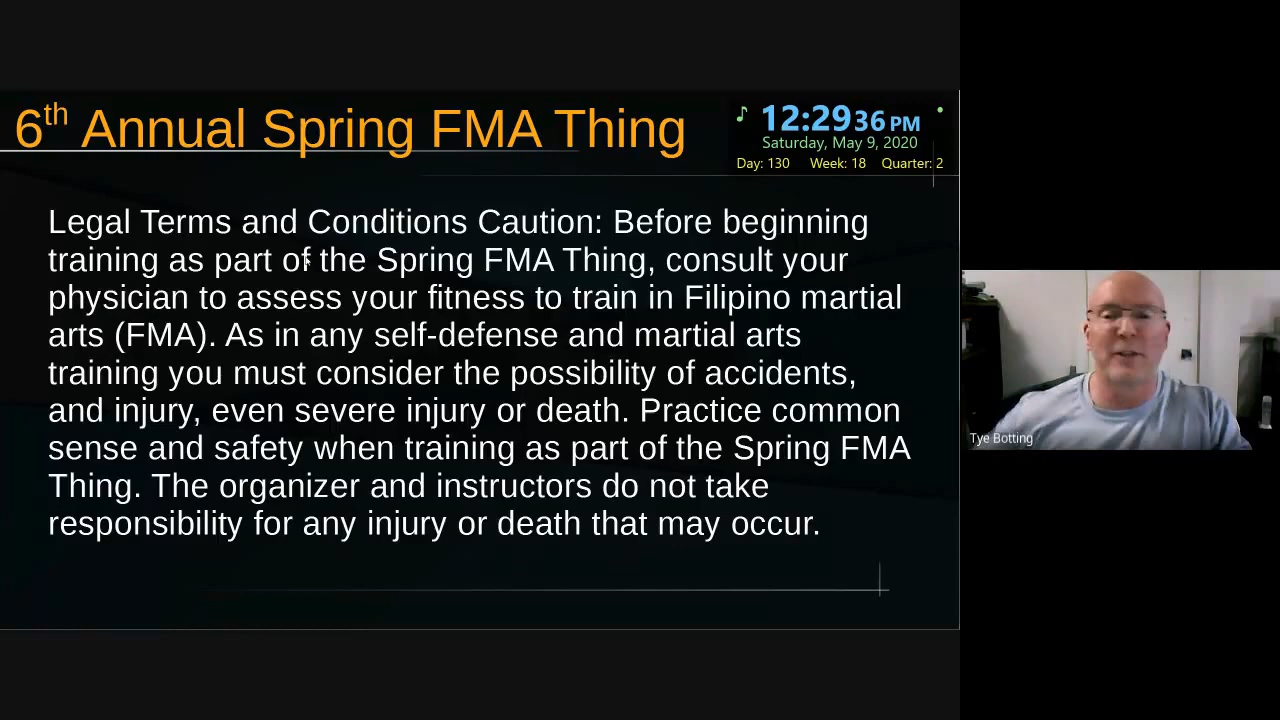 6th Annual Spring FMA Thing
12:29 36 PM
Saturday, May 9, 2020
Day: 130 Week: 18 Quarter: 2
Legal Terms and Conditions Caution: Before beginning
training as part of the Spring FMA Thing, consult your
physician to assess your fitness to train in Filipino martial
arts (FMA). As in any self-defense and martial arts
training you must consider the possibility of accidents,
and injury, even severe injury or death. Practice common
sense and safety when training as part of the Spring FMA
Thing. The organizer and instructors do not take
responsibility for any injury or death that may occur.
Tye Botting